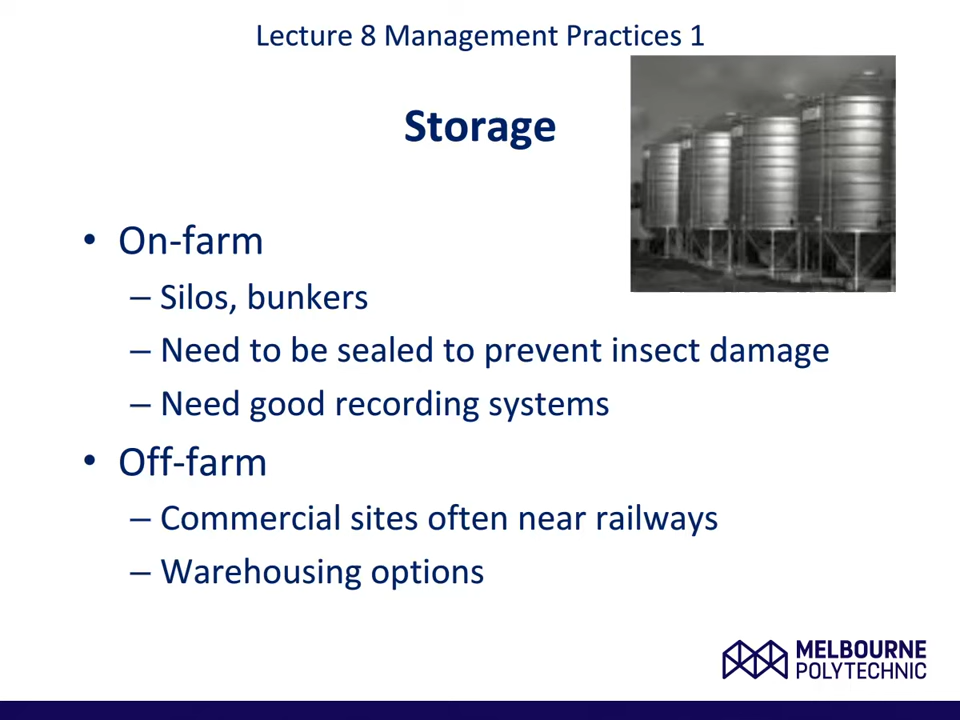 Lecture 8 Management Practices 1
Storage
• On-farm
– Silos, bunkers
– Need to be sealed to prevent insect damage
– Need good recording systems
• Off-farm
– Commercial sites often near railways
– Warehousing options
MELBOURNE
POLYTECHNIC